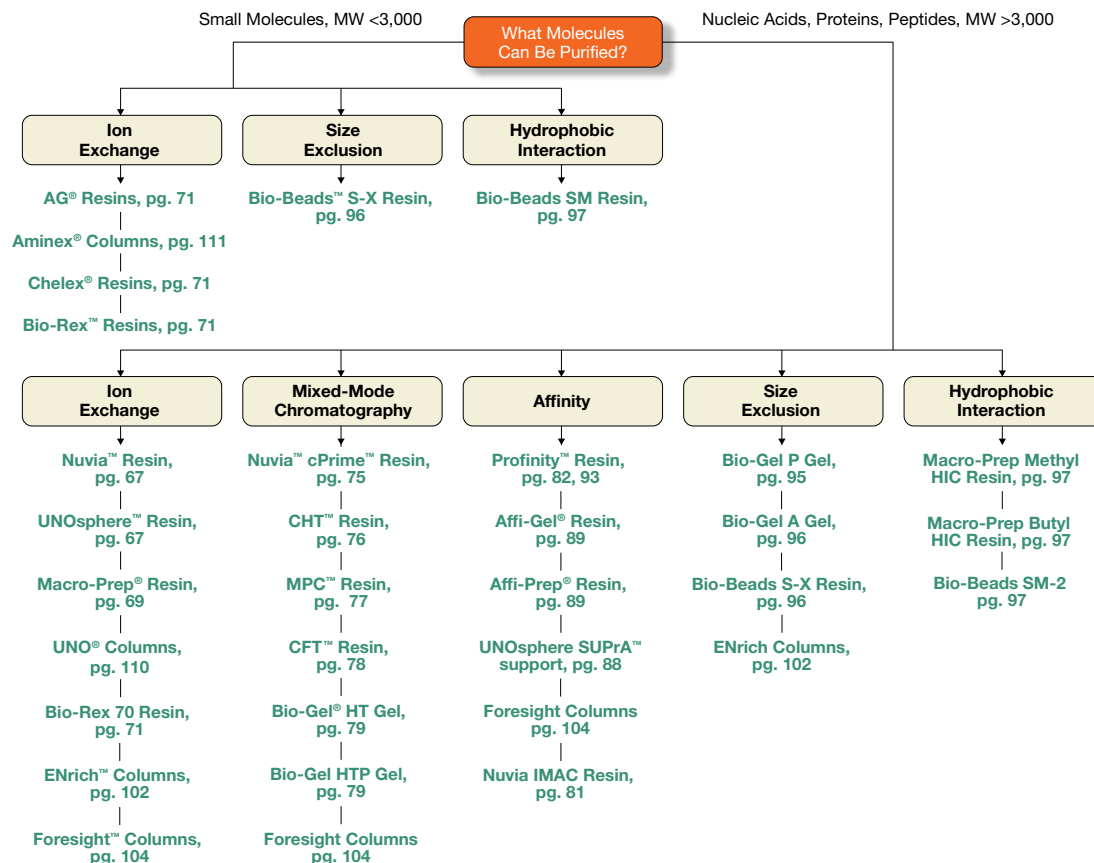 Small Molecules, MW <3,000
Nucleic Acids, Proteins, Peptides, MW >3,000
What Molecules
Can Be Purified?
Ion
Exchange
Size
Exclusion
Hydrophobic
Interaction
AG® Resins, pg. 71
Aminex® Columns, pg. 111
Chelex® Resins, pg. 71
Bio-Rex™ Resins, pg. 71
Bio-Beads™ S-X Resin,
pg. 96
Bio-Beads SM Resin,
pg. 97
Ion
Exchange
Mixed-Mode
Chromatography
Affinity
Size
Exclusion
Hydrophobic
Interaction
Nuvia™ Resin,
pg. 67
UNOsphere™ Resin,
pg. 67
Macro-Prep® Resin,
pg. 69
UNO® Columns,
pg. 110
Bio-Rex 70 Resin,
pg. 71
ENrich™ Columns,
pg. 102
Foresight™ Columns,
pg. 104
Nuvia™ cPrime™ Resin,
pg. 75
CHT™ Resin,
pg. 76
MPC™ Resin,
pg. 77
CFT™ Resin,
pg. 78
Bio-Gel® HT Gel,
pg. 79
Bio-Gel HTP Gel,
pg. 79
Foresight Columns
pg. 104
Profinity™ Resin,
pg. 82, 93
Affi-Gel® Resin,
pg. 89
Affi-Prep® Resin,
pg. 89
UNOsphere SUPrA™
support, pg. 88
Foresight Columns
pg. 104
Nuvia IMAC Resin,
pg. 81
Bio-Gel P Gel,
pg. 95
Bio-Gel A Gel,
pg. 96
Bio-Beads S-X Resin,
pg. 96
ENrich Columns,
pg. 102
Macro-Prep Methyl
HIC Resin, pg. 97
Macro-Prep Butyl
HIC Resin, pg. 97
Bio-Beads SM-2
pg. 97